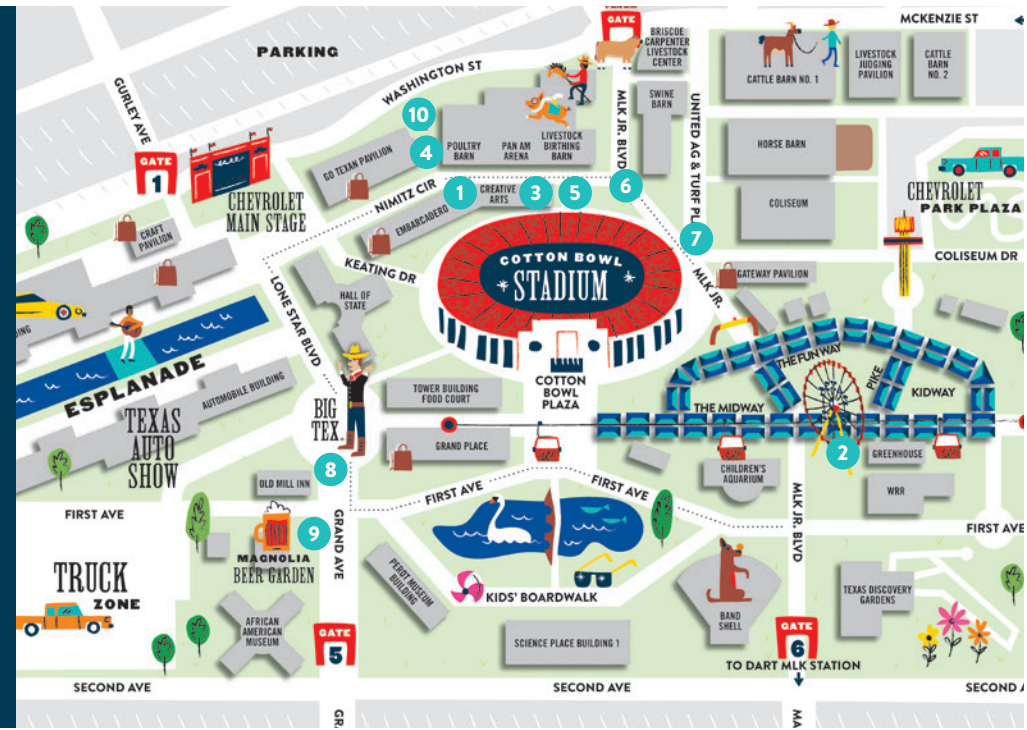 MCKENZIE ST
GATE
BRISCOE
CARPENTER
LIVESTOCK
CENTER
PARKING
WASHINGTON ST
GURLEY AVE
CATTLE BARN NO. 1
LIVESTOCK
JUDGING
PAVILION
CATTLE
BARN
NO. 2
SWINE
BARN
MLK JR. BLVD
UNITED AG & TURF PL
10
4
POULTRY
BARN
PAN AM
ARENA
LIVESTOCK
BIRTHING
BARN
HORSE BARN
GATE
1
GO TEXAN PAVILION
CHEVROLET
MAIN STAGE
NIMITZ CIR
1
CREATIVE
ARTS
3
5
6
EMBARCADERO
COLISEUM
CHEVROLET
PARK PLAZA
7
CRAFT
PAVILION
KEATING DR
COTTON BOWL
STADIUM
MLK JR.
COLISEUM DR
GATEWAY PAVILION
LONE STAR BLVD
HALL OF
STATE
ESPLANADE
AUTOMOBILE BUILDING
TEXAS
AUTO
SHOW
BIG
TEX.
TOWER BUILDING
FOOD COURT
COTTON
BOWL
PLAZA
THE FUNWAY
PIKE
KIDWAY
THE MIDWAY
GRAND PLACE
2
GREENHOUSE
8
OLD MILL INN
CHILDREN'S
AQUARIUM
WRR
FIRST AVE
FIRST AVE
FIRST AVE
FIRST AVE
MLK JR. BLVD
GRAND AVE
9
MAGNOLIA
BEER GARDEN
TRUCK
ZONE
PEROT MUSEUM
BUILDING
KIDS' BOARDWALK
BAND
SHELL
TEXAS DISCOVERY
GARDENS
AFRICAN
AMERICAN
MUSEUM
GATE
5
SCIENCE PLACE BUILDING 1
GATE
6
TO DART MLK STATION
SECOND AVE
SECOND AVE
SECOND